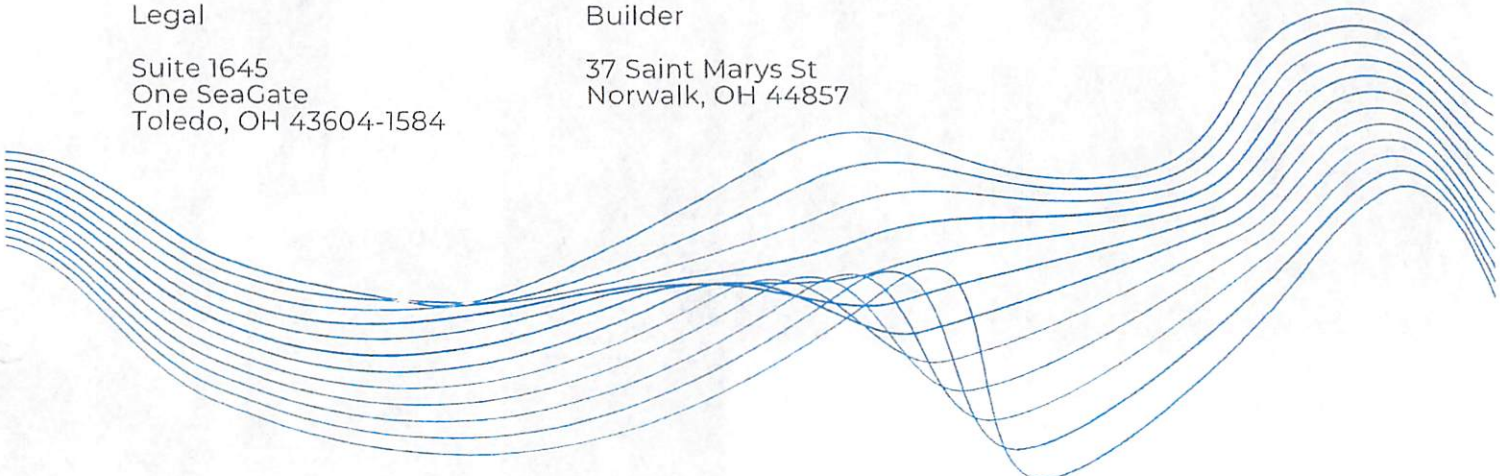 Legal
Suite 1645
One SeaGate
Toledo, OH 43604-1584
Builder
37 Saint Marys St
Norwalk, OH 44857